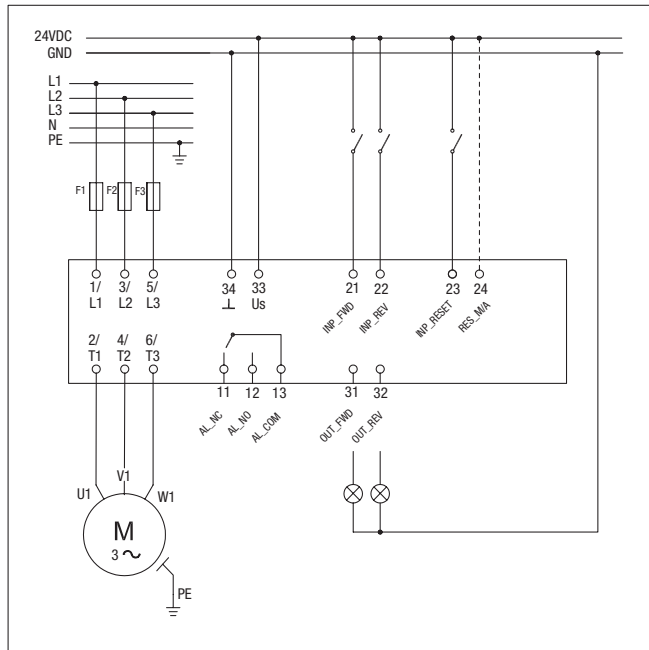 24VDC
GND
L1
L2
L3
N
PE
F1 F2 F3
1/ 3/ 5/ 34 33 21 22 23 24
L1 L2 L3 ⊥ Us
INP_FWD INP_REV INP_RESET RES_M/A
2/ 4/ 6/
T1 T2 T3
11 12 13 31 32
AL_NC AL_NO AL_COM OUT_FWD OUT_REV
U1 V1 W1
M
3 ~
PE